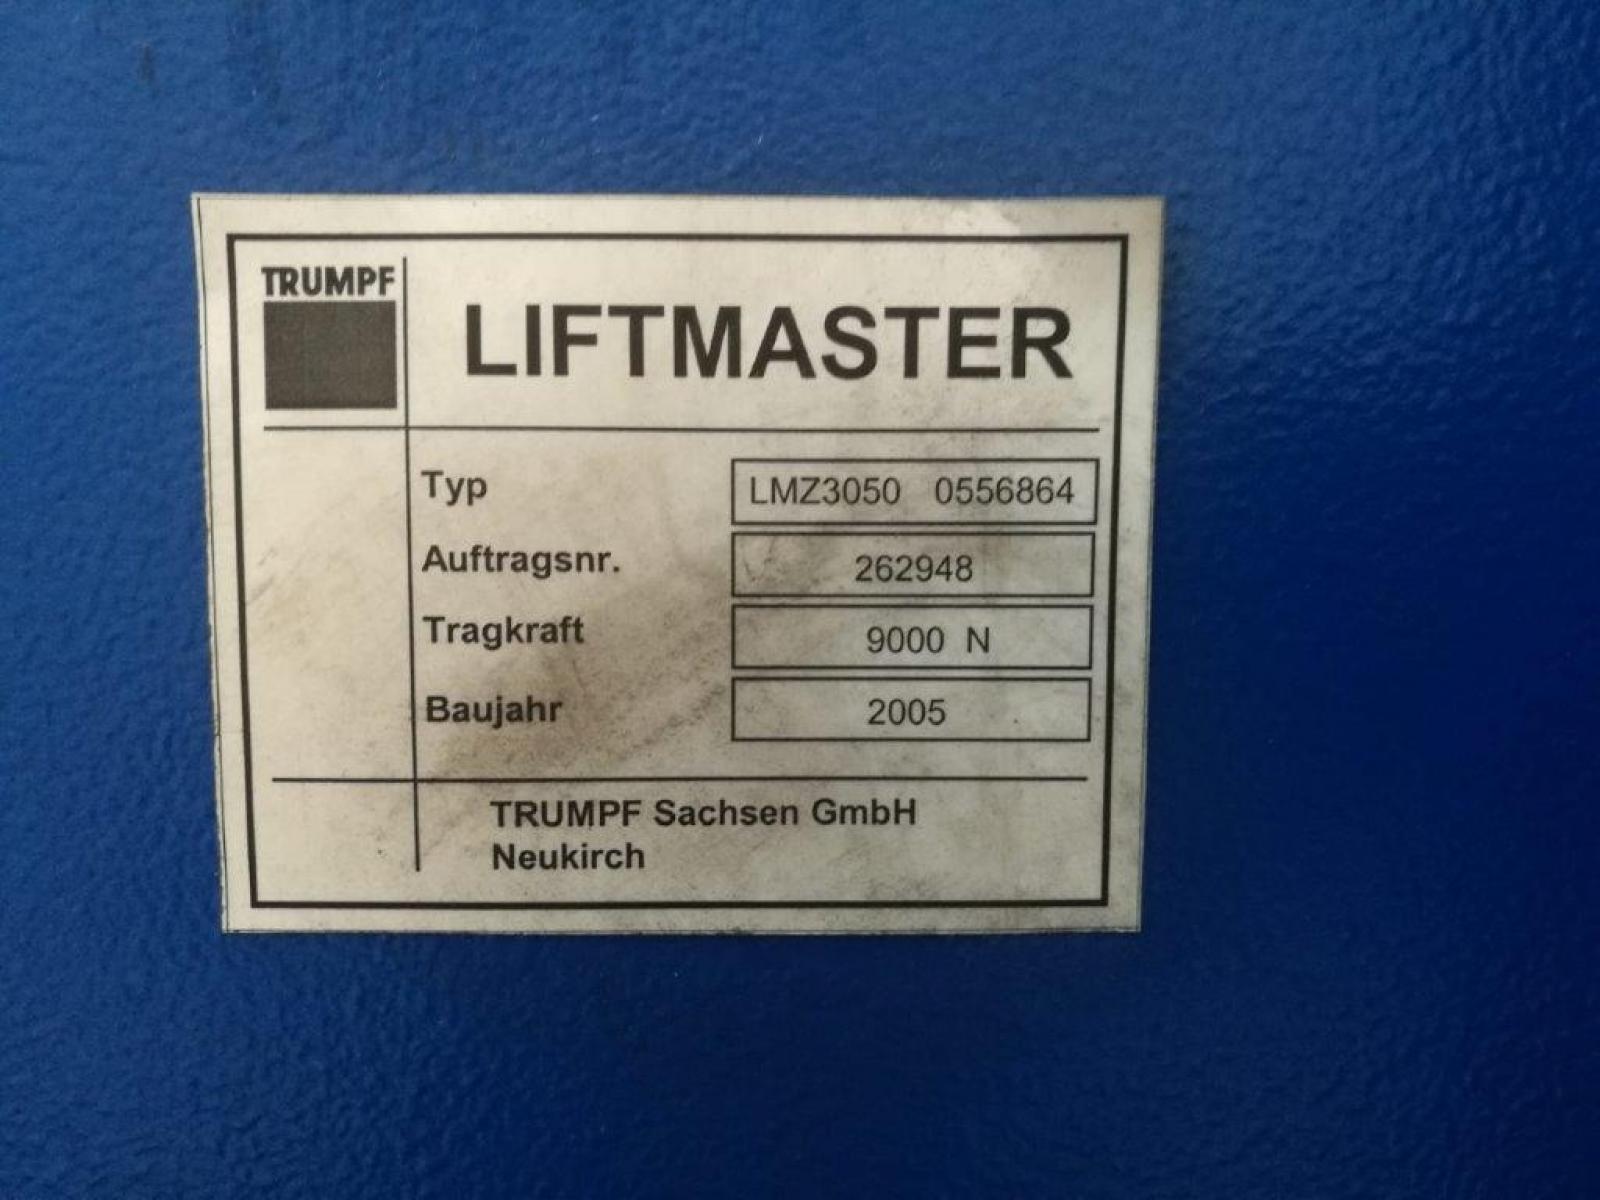 TRUMPF
LIFTMASTER
Typ LMZ3050 0556864
Auftragsnr. 262948
Tragkraft 9000 N
Baujahr 2005
TRUMPF Sachsen GmbH
Neukirch